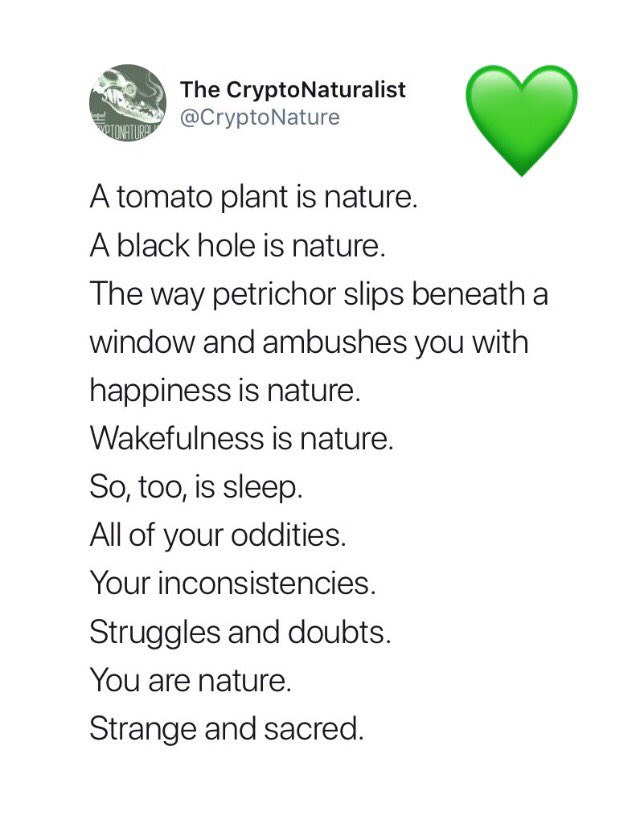 The CryptoNaturalist
@CryptoNature
A tomato plant is nature.
A black hole is nature.
The way petrichor slips beneath a
window and ambushes you with
happiness is nature.
Wakefulness is nature.
So, too, is sleep.
All of your oddities.
Your inconsistencies.
Struggles and doubts.
You are nature.
Strange and sacred.